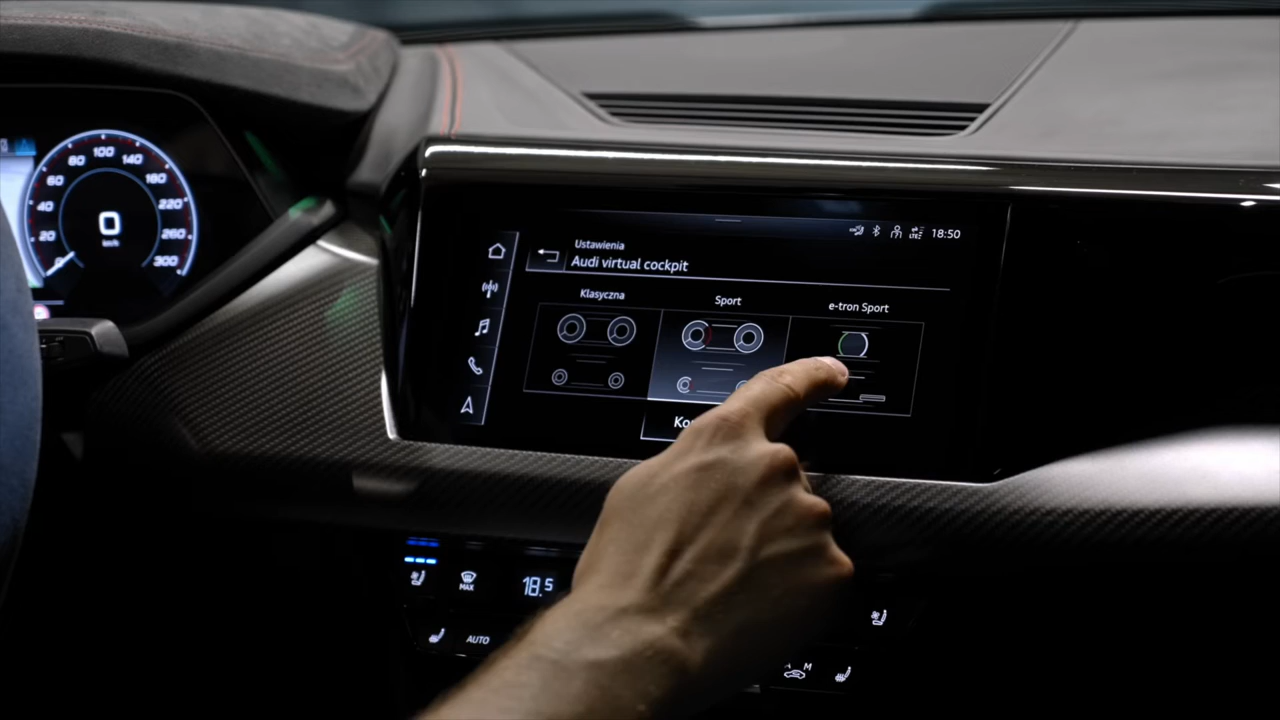 18:50
Ustawienia
Audi virtual cockpit
Klasyczna
Sport
e-tron Sport
0
20
40
60
80
100
140
180
220
260
300
0
km/h
MAX
18.5
AUTO
A
M